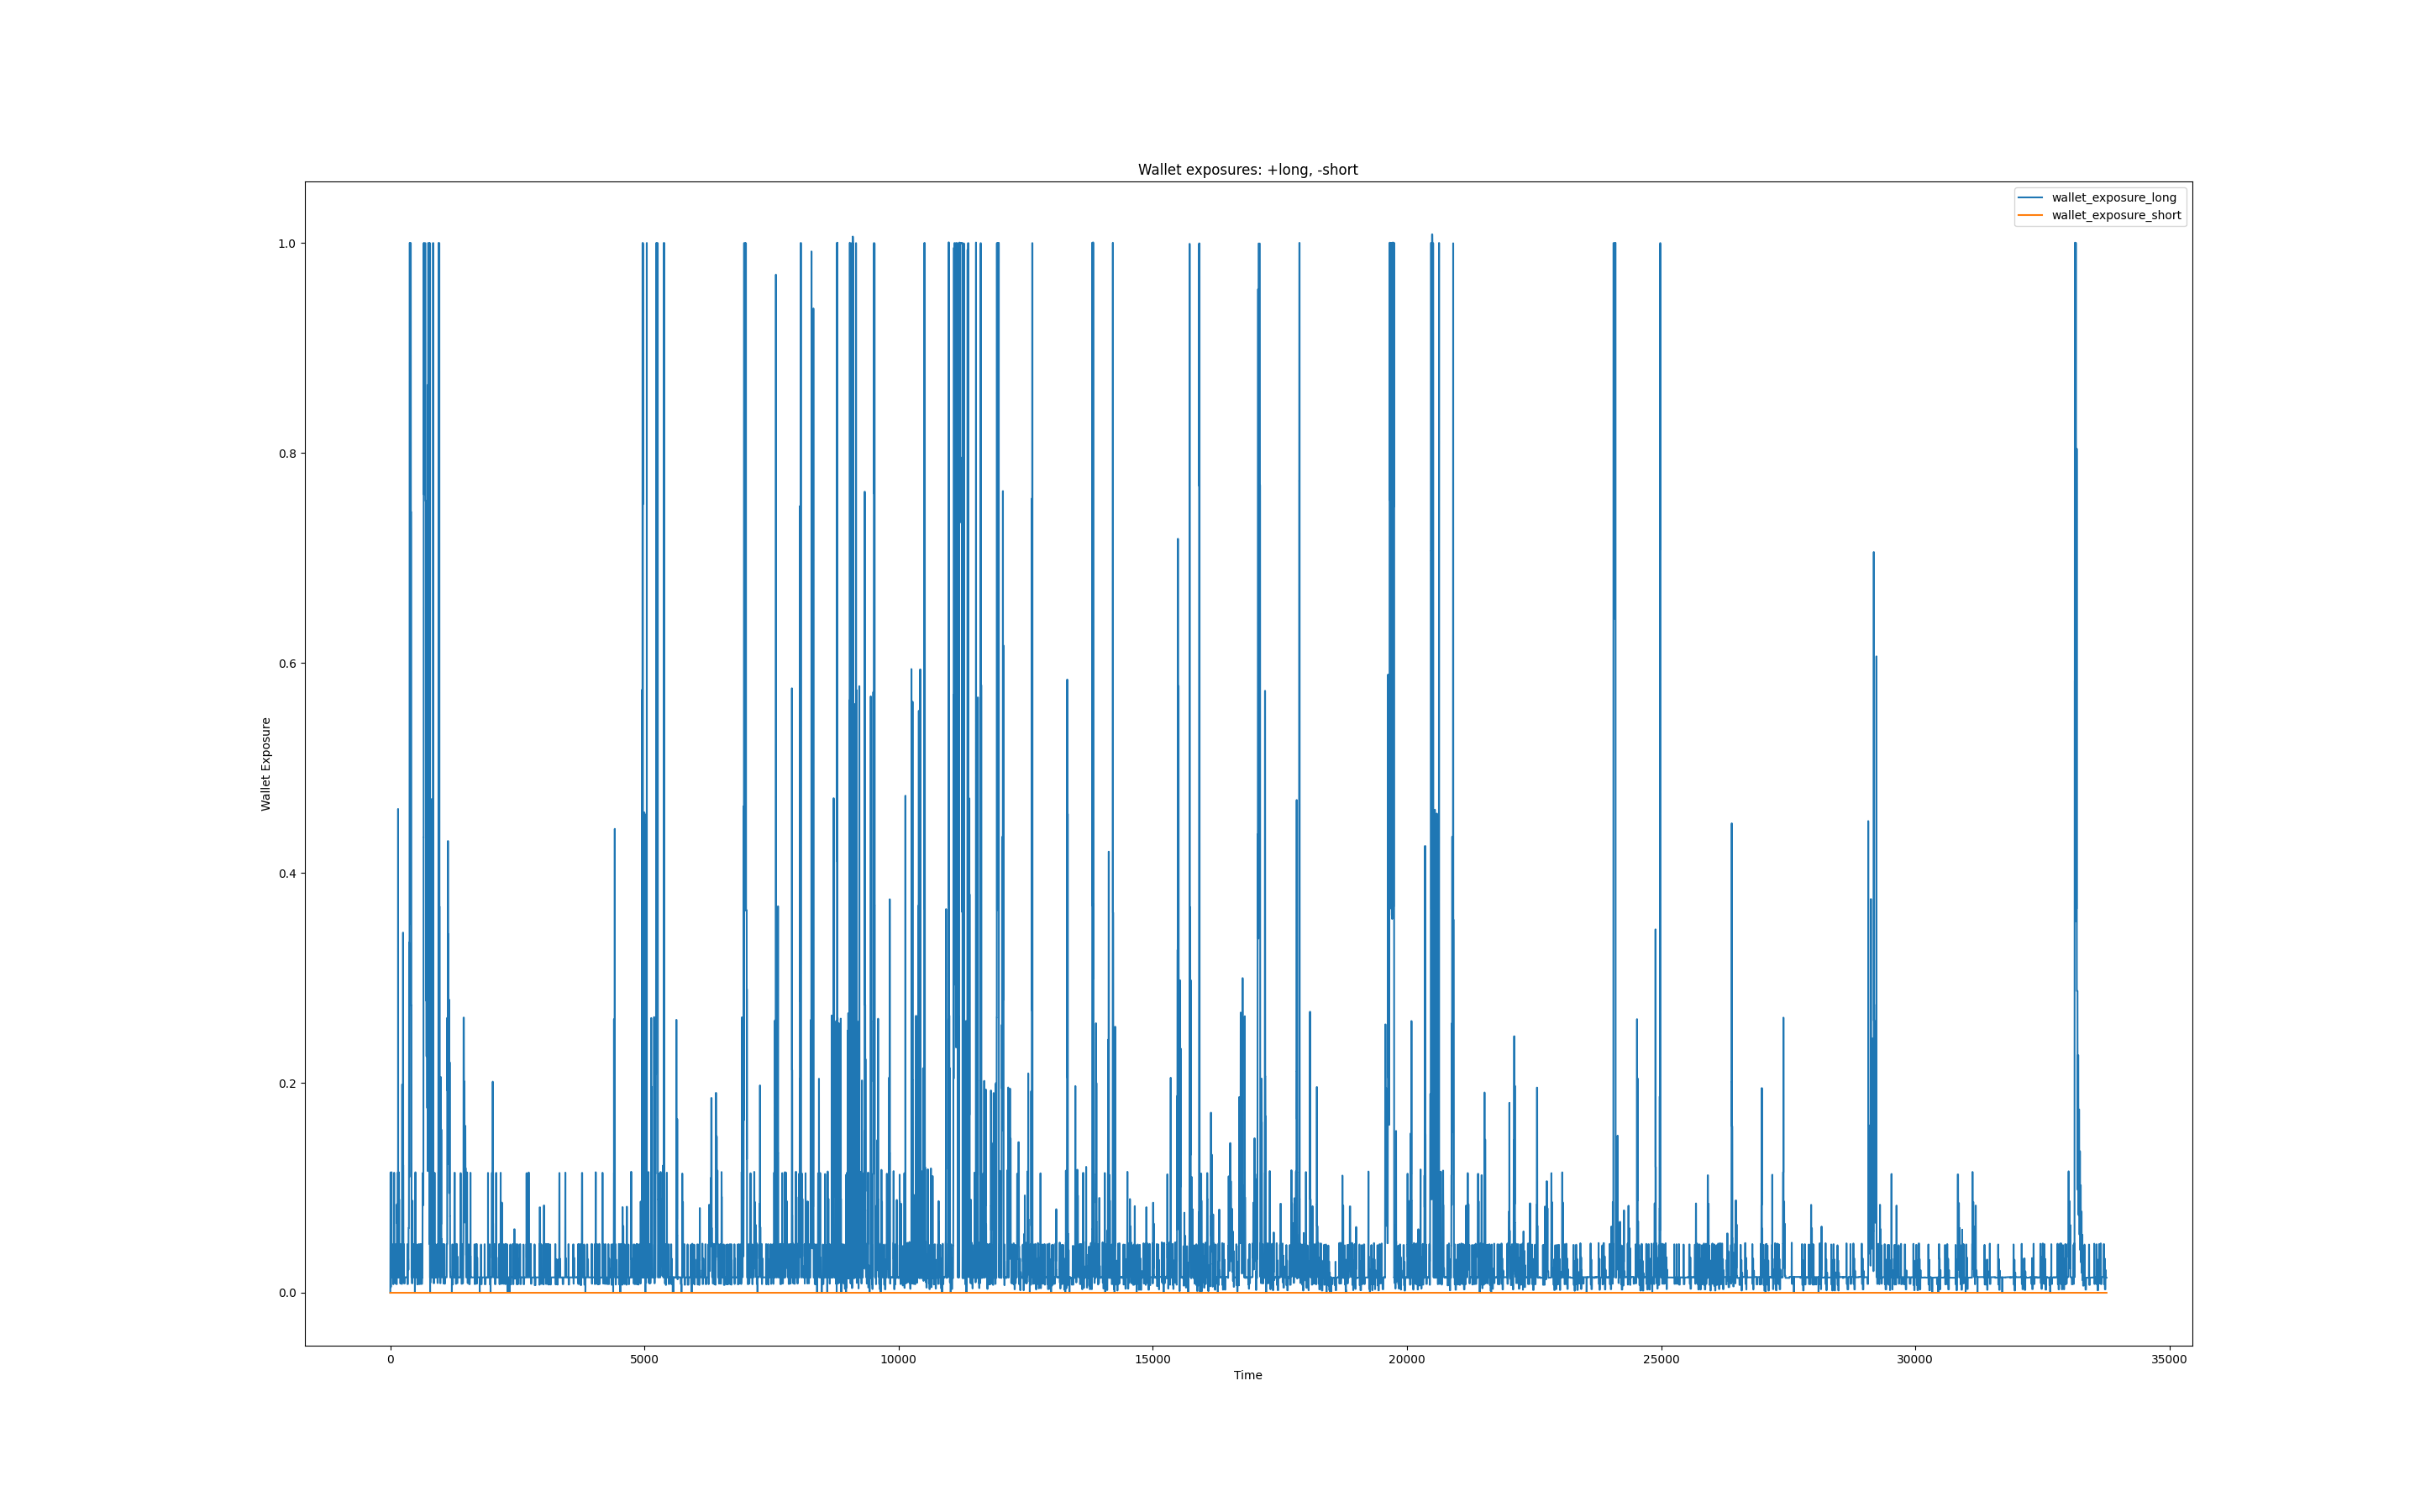 Wallet exposures: +long, -short
wallet_exposure_long
wallet_exposure_short
1.0
0.8
0.6
0.4
0.2
0.0
Wallet Exposure
0 5000 10000 15000 20000 25000 30000 35000
Time